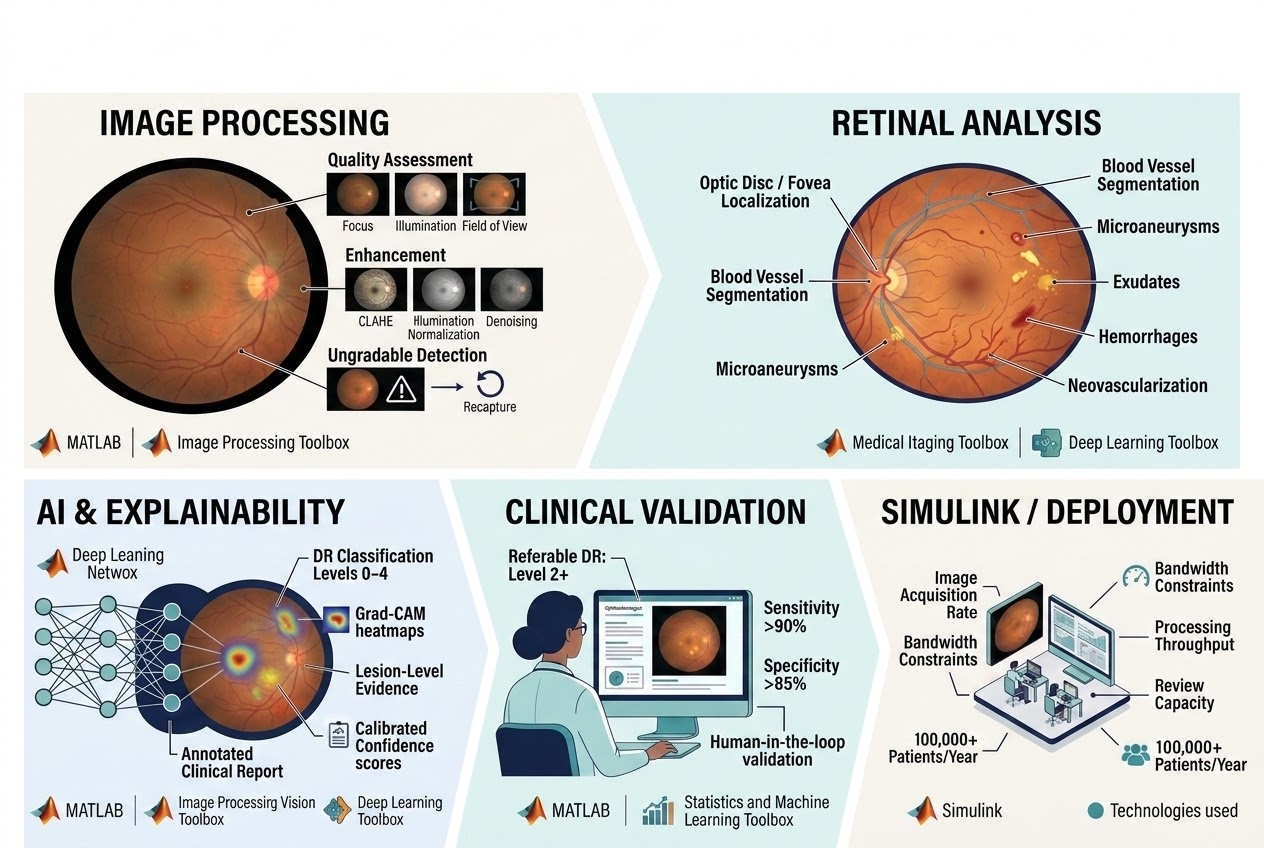 IMAGE PROCESSING
Quality Assessment
Focus
Illumination
Field of View
Enhancement
CLAHE
Illumination
Normalization
Denoising
Ungradable Detection
Recapture
MATLAB
Image Processing Toolbox
RETINAL ANALYSIS
Optic Disc / Fovea
Localization
Blood Vessel
Segmentation
Microaneurysms
Blood Vessel
Segmentation
Microaneurysms
Exudates
Hemorrhages
Neovascularization
Medical Itaging Toolbox
Deep Learning Toolbox
AI & EXPLAINABILITY
Deep Leaning
Netwox
DR Classification
Levels 0–4
Grad-CAM
heatmaps
Lesion-Level
Evidence
Calibrated
Confidence
scores
Annotated
Clinical Report
MATLAB
Image Processing Vision
Toolbox
Deep Learning
Toolbox
CLINICAL VALIDATION
Referable DR:
Level 2+
Sensitivity
>90%
Specificity
>85%
Human-in-the-loop
validation
MATLAB
Statistics and Machine
Learning Toolbox
SIMULINK / DEPLOYMENT
Image
Acquisition
Rate
Bandwidth
Constraints
100,000+
Patients/Year
Bandwidth
Constraints
Processing
Throughput
Review
Capacity
100,000+
Patients/Year
Simulink
Technologies used